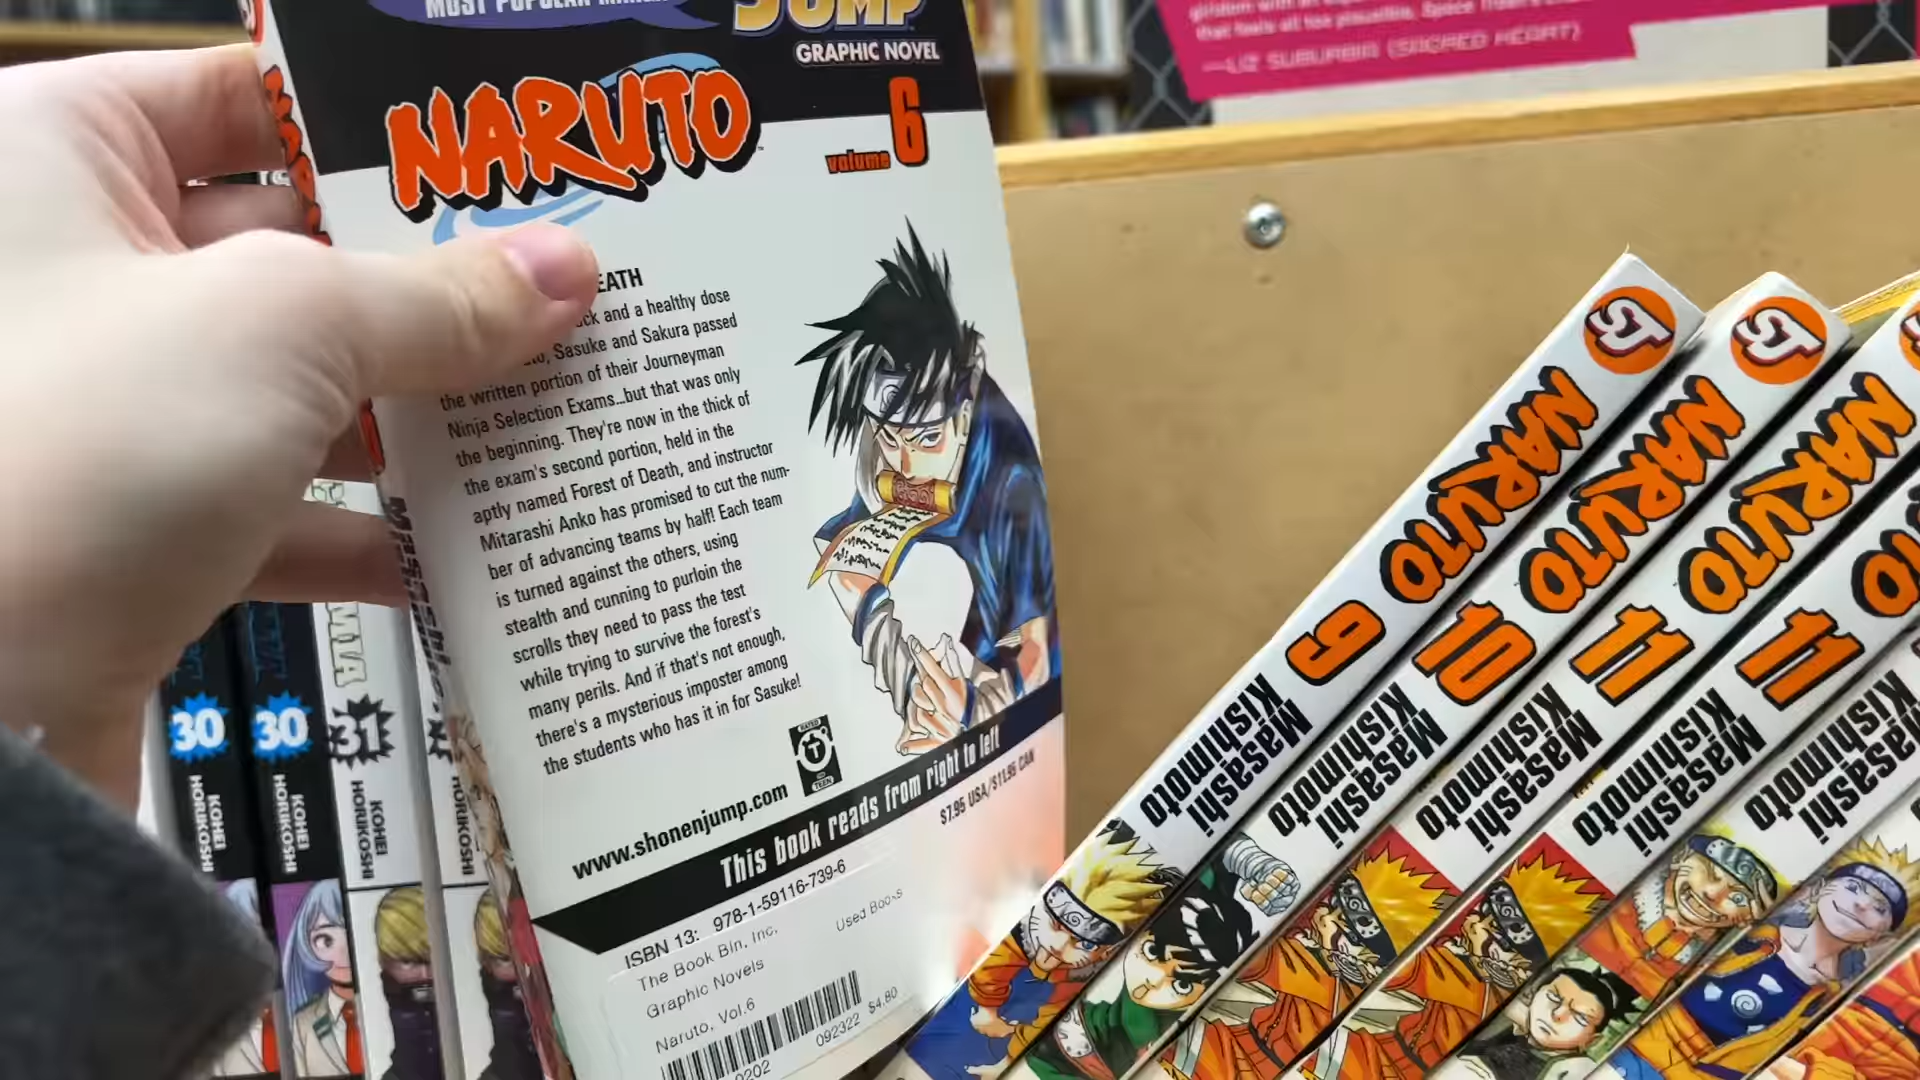 MOST POPULAR
JUMP
GRAPHIC NOVEL
NARUTO
volume 6
EATH
ck and a healthy dose
Sasuke and Sakura passed
the written portion of their Journeyman
Ninja Selection Exams...but that was only
the beginning. They're now in the thick of
the exam's second portion, held in the
aptly named Forest of Death, and instructor
Mitarashi Anko has promised to cut the num-
ber of advancing teams by half! Each team
is turned against the others, using
stealth and cunning to purloin the
scrolls they need to pass the test
while trying to survive the forest's
many perils. And if that's not enough,
there's a mysterious imposter among
the students who has it in for Sasuke!
RATED
T
TEEN
www.shonenjump.com
This book reads from right to left
$7.95 USA/$11.95 CAN
ISBN 13: 978-1-59116-739-6
The Book Bin, Inc.
Used Books
Graphic Novels
Naruto, Vol.6
092322 $4.80
0202
—LIZ SUBURBIA (SACRED HEART)
30
KOHEI
HORIKOSHI
30
KOHEI
HORIKOSHI
31
KOHEI
HORIKOSHI
HORIKOSHI
SJ
NARUTO
9
Masashi
Kishimoto
SJ
NARUTO
10
Masashi
Kishimoto
NARUTO
11
Masashi
Kishimoto
11
Masashi
Kishimoto
Masashi
Kishimoto